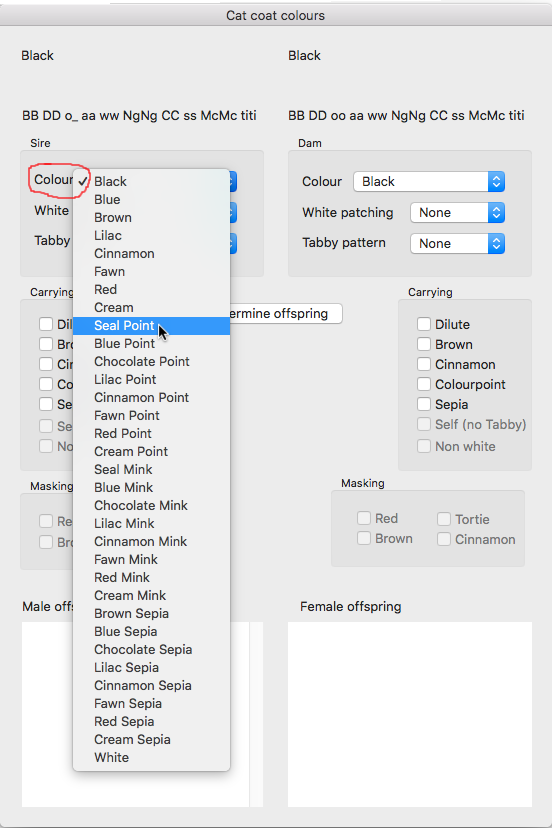 Cat coat colours
Black Black
BB DD o_ aa ww NgNg CC ss McMc titi BB DD oo aa ww NgNg CC ss McMc titi
Sire Dam
Colour Black Colour Black
Blue
White Brown White patching None
Lilac
Tabby Tabby pattern None
Cinnamon
Fawn
Red
Carrying Carrying
Cream ermine offspring
Dil Seal Point Dilute
Bro Blue Point Brown
Cin Chocolate Point Cinnamon
Co Lilac Point Colourpoint
Se Cinnamon Point Sepia
Se Fawn Point Self (no Tabby)
No Red Point Non white
Cream Point
Seal Mink
Masking Blue Mink Masking
Chocolate Mink
Re Lilac Mink Red Tortie
Bro Cinnamon Mink Brown Cinnamon
Fawn Mink
Red Mink
Cream Mink
Male offs Brown Sepia Female offspring
Blue Sepia
Chocolate Sepia
Lilac Sepia
Cinnamon Sepia
Fawn Sepia
Red Sepia
Cream Sepia
White